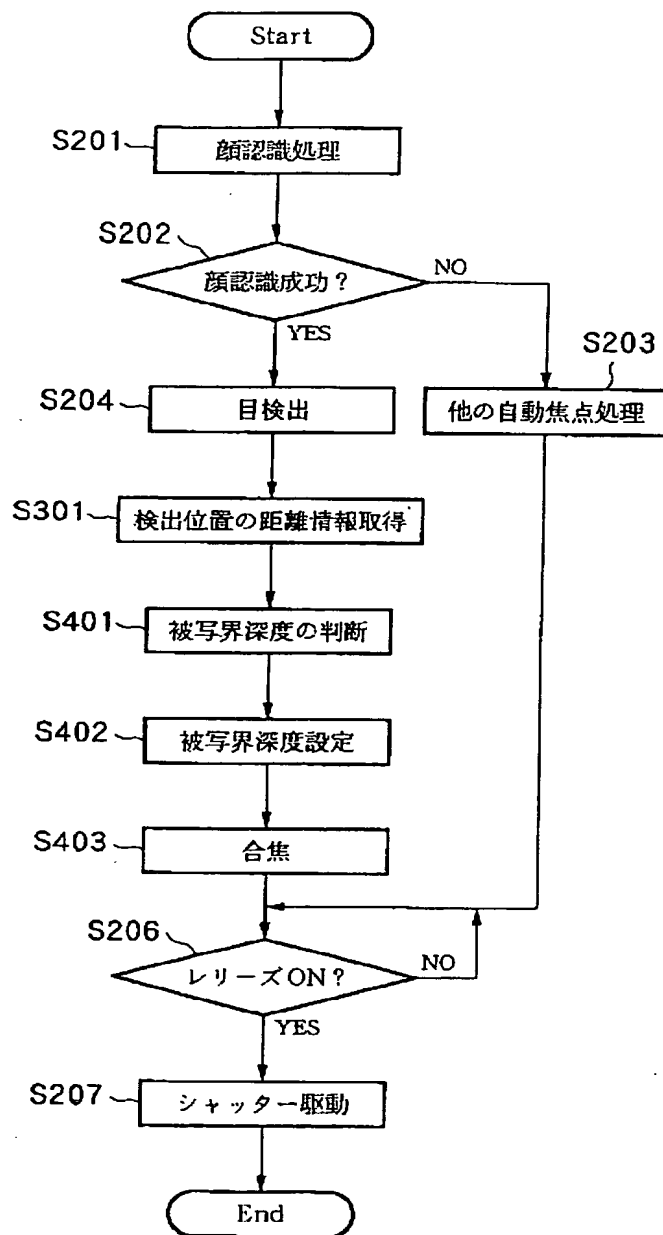 Start
S201
顔認識処理
S202
顔認識成功？
NO
YES
S203
他の自動焦点処理
S204
目検出
S301
検出位置の距離情報取得
S401
被写界深度の判断
S402
被写界深度設定
S403
合焦
S206
レリーズON？
NO
YES
S207
シャッター駆動
End